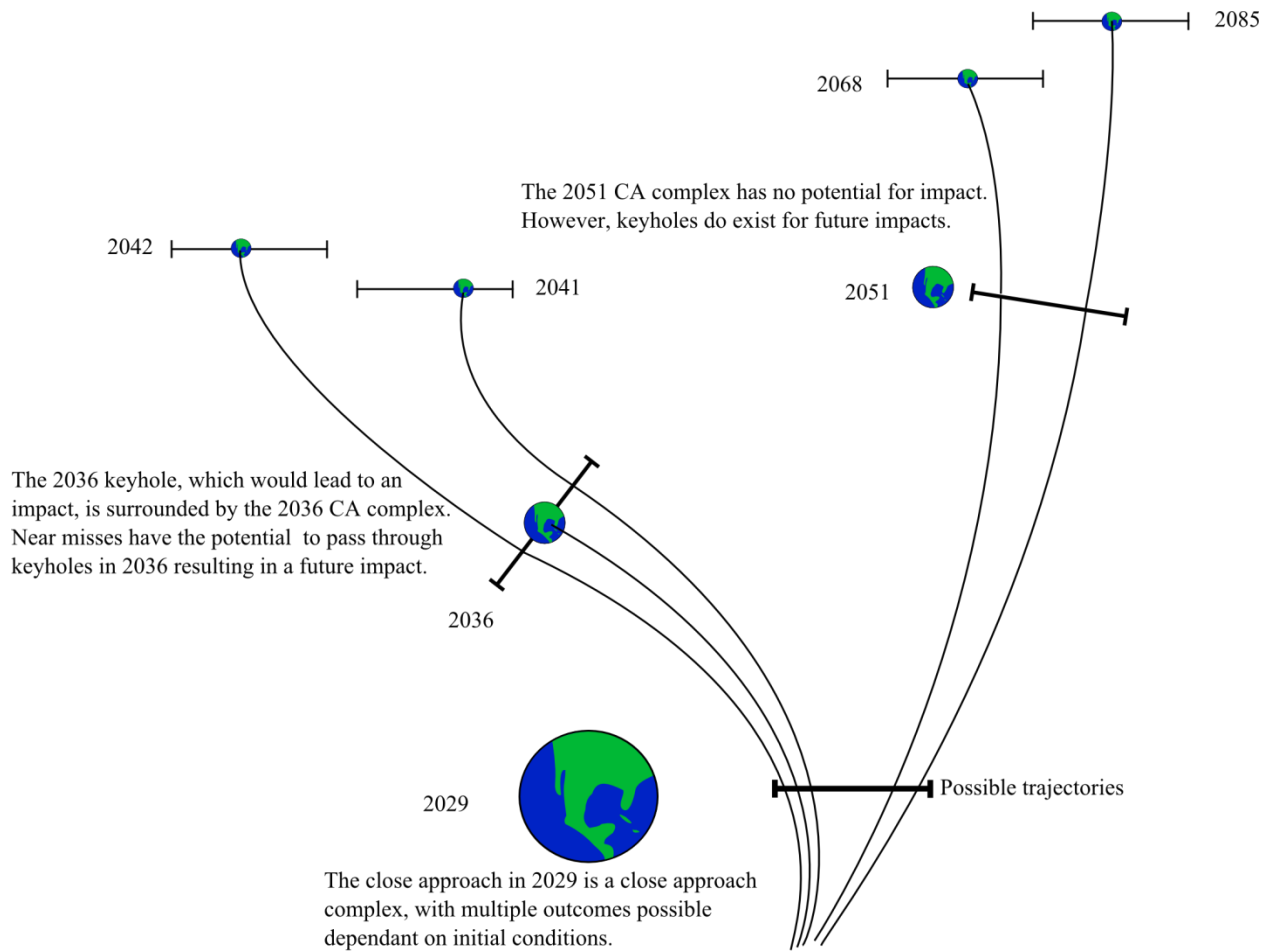 2085
2068
The 2051 CA complex has no potential for impact.
However, keyholes do exist for future impacts.
2042
2041
2051
The 2036 keyhole, which would lead to an
impact, is surrounded by the 2036 CA complex.
Near misses have the potential to pass through
keyholes in 2036 resulting in a future impact.
2036
Possible trajectories
2029
The close approach in 2029 is a close approach
complex, with multiple outcomes possible
dependant on initial conditions.